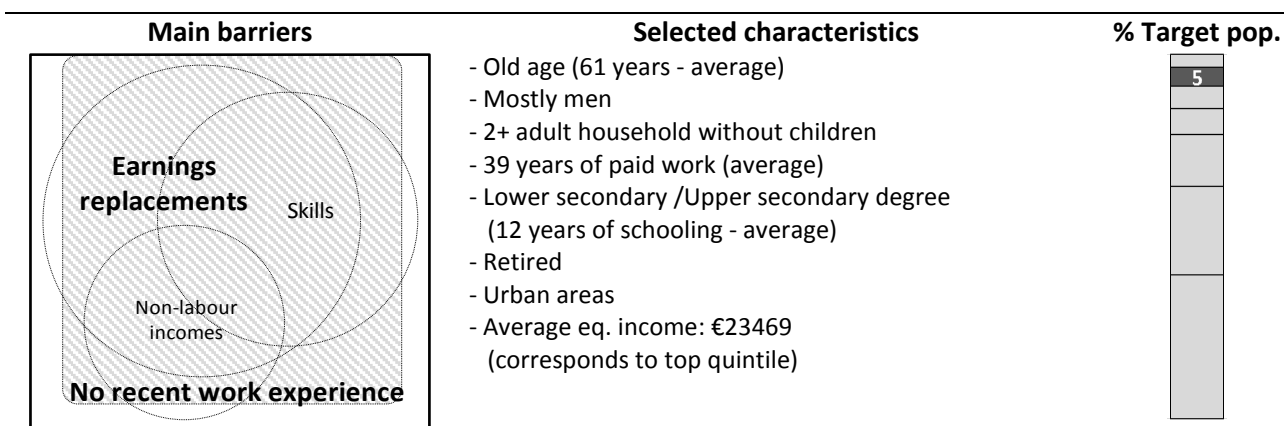 Main barriers
Selected characteristics
% Target pop.
Earnings
replacements
Skills
Non-labour
incomes
No recent work experience
- Old age (61 years - average)
- Mostly men
- 2+ adult household without children
- 39 years of paid work (average)
- Lower secondary /Upper secondary degree
(12 years of schooling - average)
- Retired
- Urban areas
- Average eq. income: €23469
(corresponds to top quintile)
5